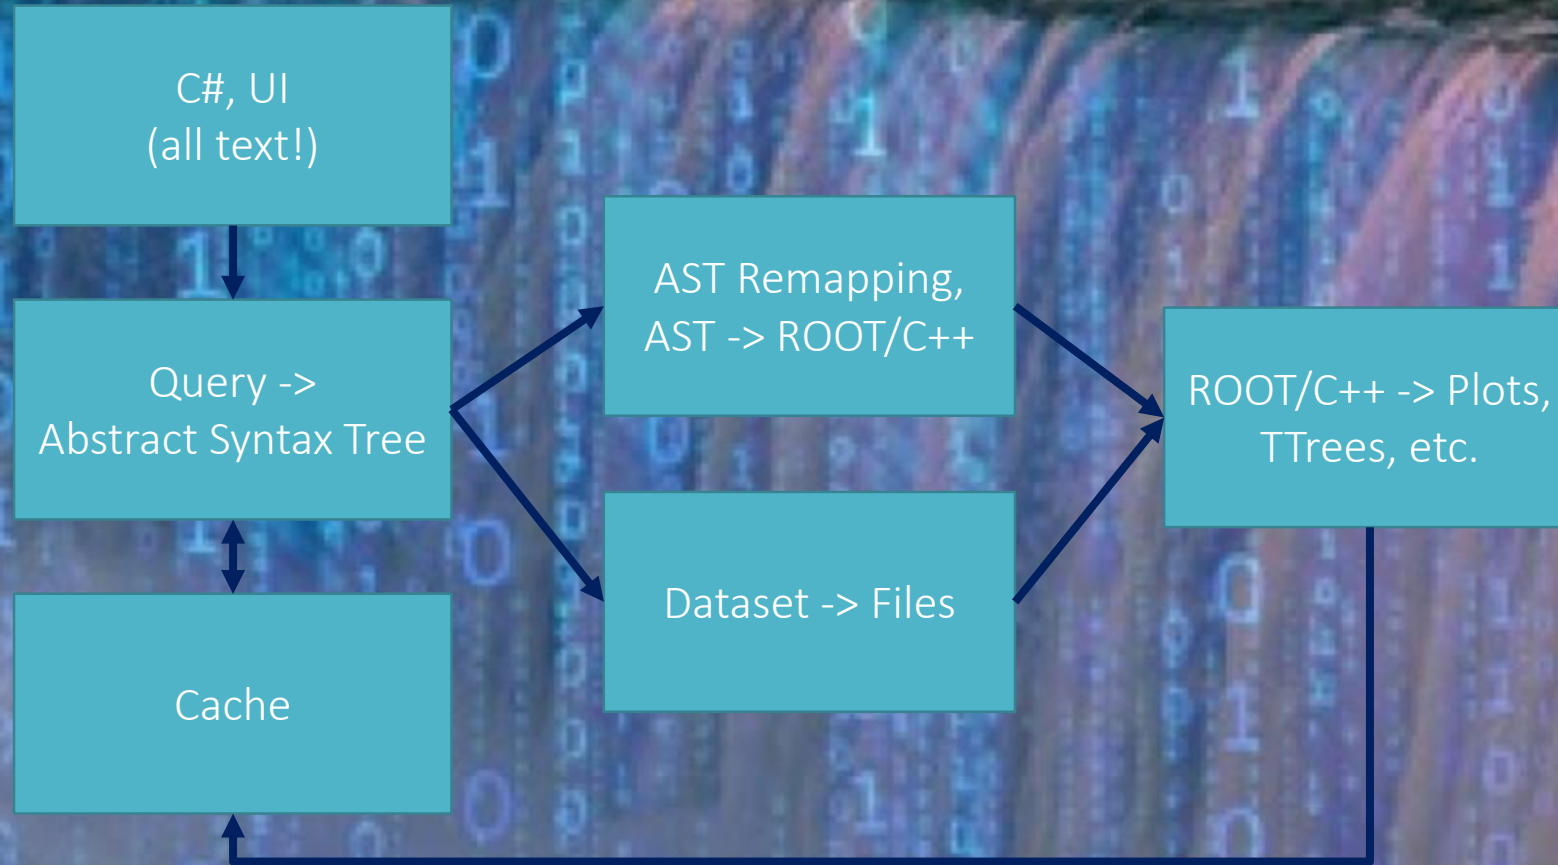 C#, UI
(all text!)
Query ->
Abstract Syntax Tree
Cache
AST Remapping,
AST -> ROOT/C++
Dataset -> Files
ROOT/C++ -> Plots,
TTrees, etc.